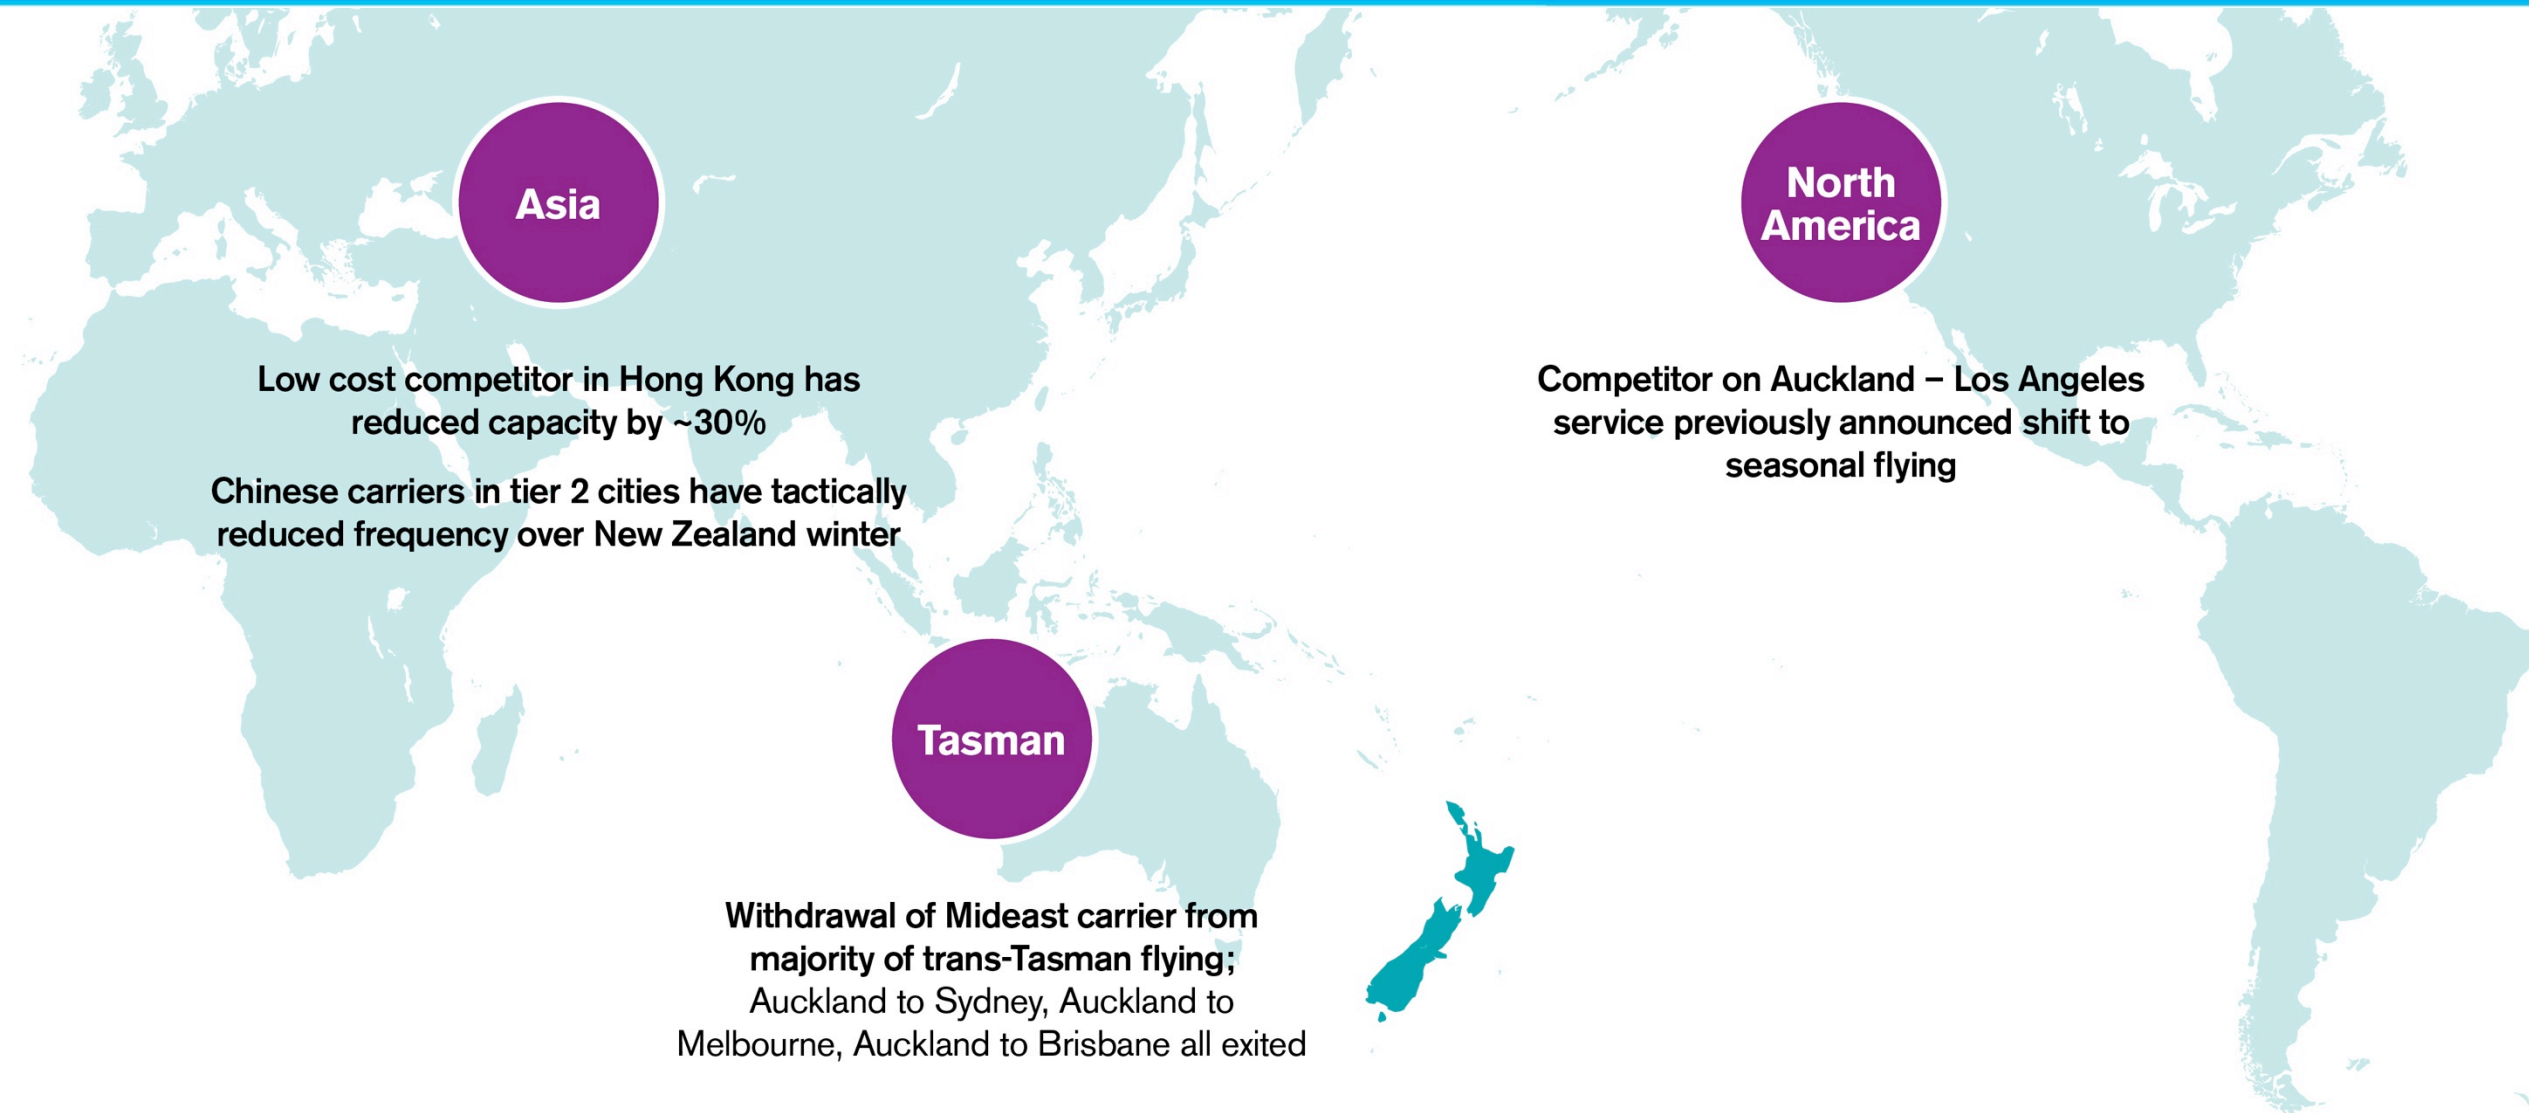 Asia
Low cost competitor in Hong Kong has
reduced capacity by ~30%
Chinese carriers in tier 2 cities have tactically
reduced frequency over New Zealand winter
North
America
Competitor on Auckland – Los Angeles
service previously announced shift to
seasonal flying
Tasman
Withdrawal of Mideast carrier from
majority of trans-Tasman flying;
Auckland to Sydney, Auckland to
Melbourne, Auckland to Brisbane all exited